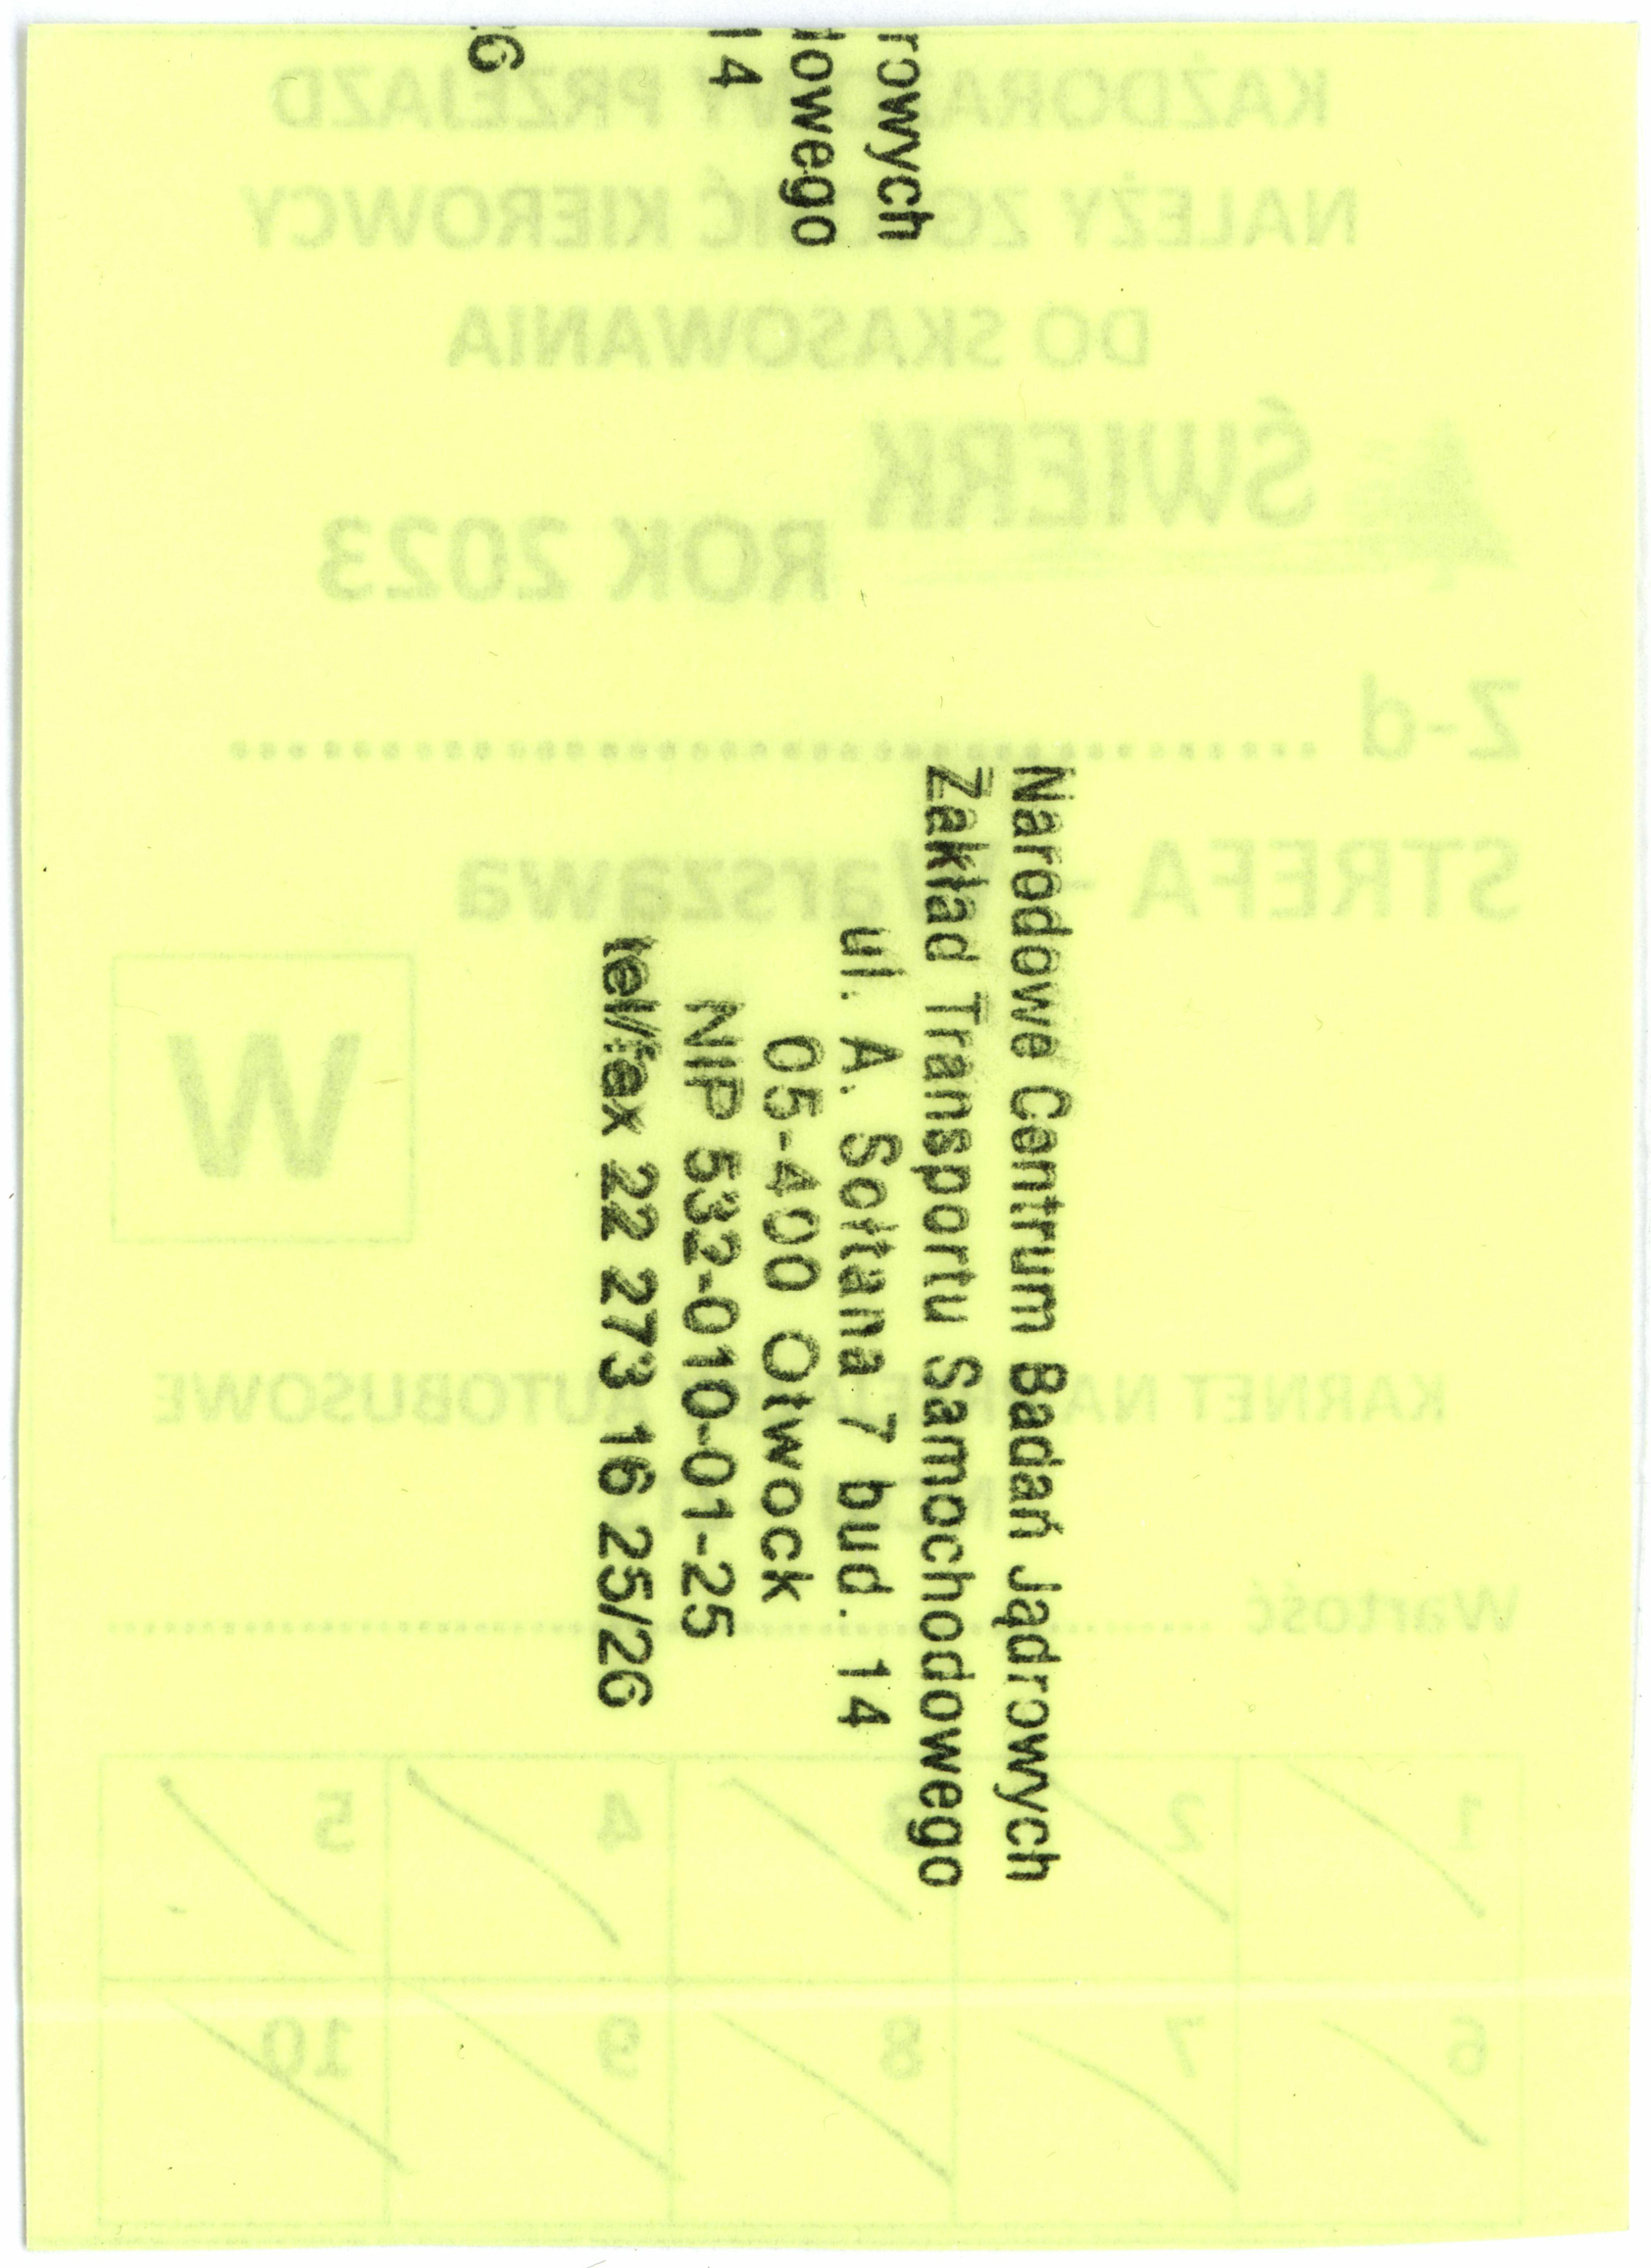 rowych
lowego
14
26
Narodowe Centrum Badań Jądrowych
Zakład Transportu Samochodowego
ul. A. Sołtana 7 bud. 14
05-400 Otwock
NIP 532-010-01-25
tel/fax 22 273 16 25/26
KAŻDORAZOWY PRZEJAZD
NALEŻY ZGŁOSIĆ KIEROWCY
DO SKASOWANIA
ŚWIERK
ROK 2023
Z-d
STREFA - Warszawa
W
KARNET NA PRZEJAZDY AUTOBUSOWE
Wartość
1 2 3 4 5
6 7 8 9 10